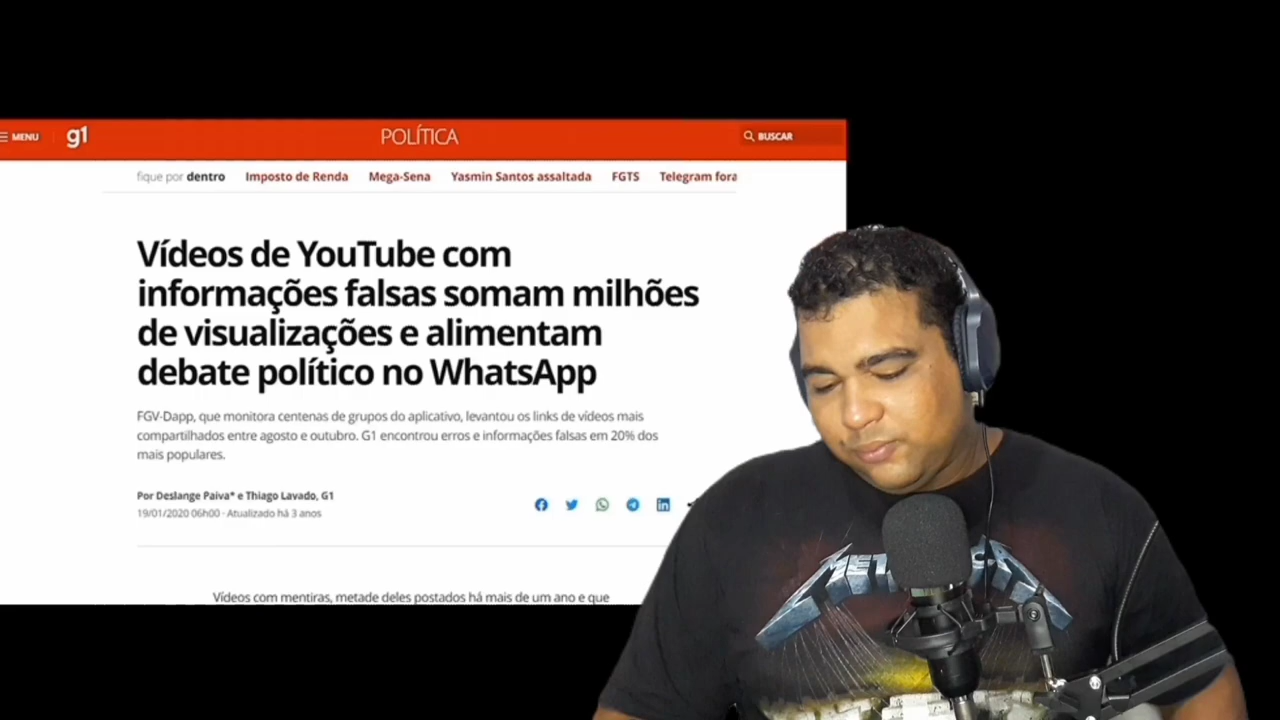 MENU
g1
POLÍTICA
BUSCAR
fique por dentro Imposto de Renda Mega-Sena Yasmin Santos assaltada FGTS Telegram fora
Vídeos de YouTube com
informações falsas somam milhões
de visualizações e alimentam
debate político no WhatsApp
FGV-Dapp, que monitora centenas de grupos do aplicativo, levantou os links de vídeos mais
compartilhados entre agosto e outubro. G1 encontrou erros e informações falsas em 20% dos
mais populares.
Por Deslange Paiva* e Thiago Lavado, G1
19/01/2020 06h00 · Atualizado há 3 anos
Vídeos com mentiras, metade deles postados há mais de um ano e que